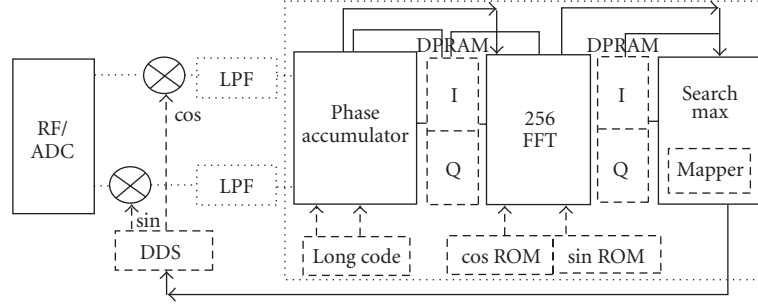 DPRAM
DPRAM
RF/
ADC
cos
sin
LPF
LPF
DDS
Phase
accumulator
I
Q
256
FFT
I
Q
Search
max
Mapper
Long code
cos ROM
sin ROM